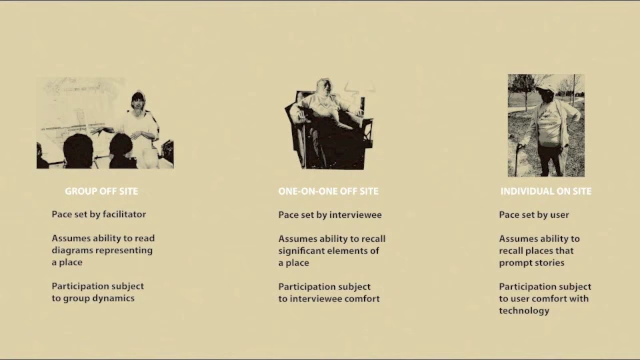 GROUP OFF SITE
Pace set by facilitator
Assumes ability to read
diagrams representing
a place
Participation subject
to group dynamics
ONE-ON-ONE OFF SITE
Pace set by interviewee
Assumes ability to recall
significant elements of
a place
Participation subject
to interviewee comfort
INDIVIDUAL ON SITE
Pace set by user
Assumes ability to
recall places that
prompt stories
Participation subject
to user comfort with
technology